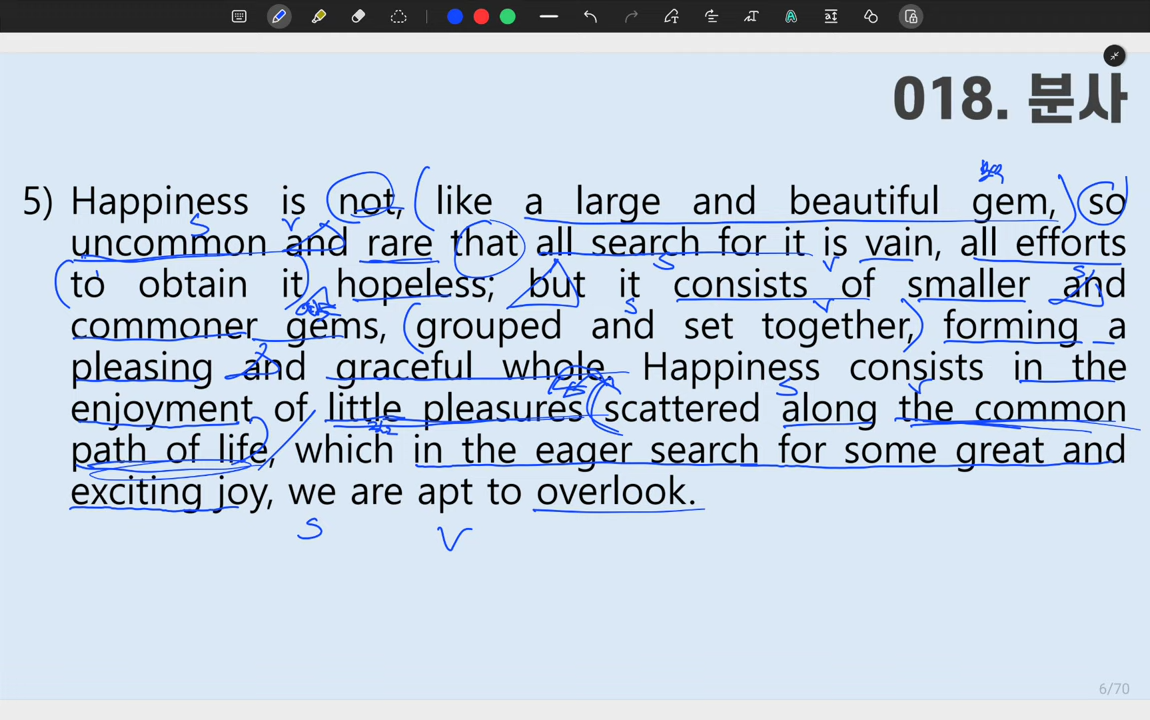 018. 분사
5) Happiness is not, like a large and beautiful gem, so
uncommon and rare that all search for it is vain, all efforts
to obtain it hopeless; but it consists of smaller and
commoner gems, grouped and set together, forming a
pleasing and graceful whole. Happiness consists in the
enjoyment of little pleasures scattered along the common
path of life, which in the eager search for some great and
exciting joy, we are apt to overlook.
S V
S V
S
S V
S V
S
V
6/70